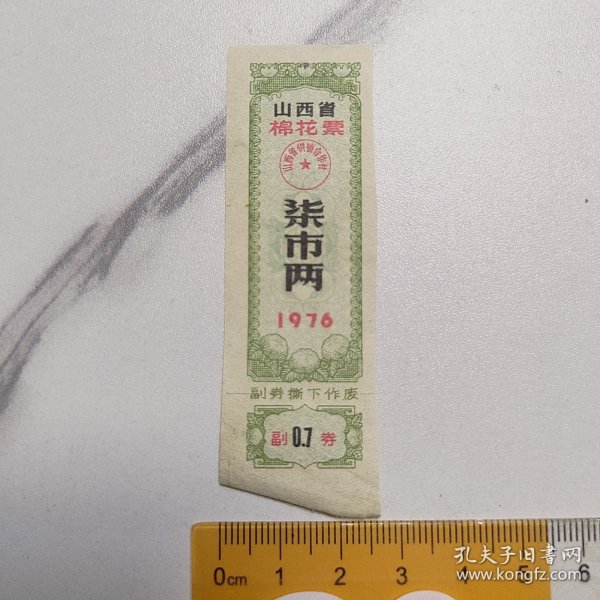 山西省
棉花票
山西省供销合作社
柒市两
1976
副券撕下作废
副 0.7 券
0cm 1 2 3 4 5 6
孔夫子旧书网
www.kongfz.com